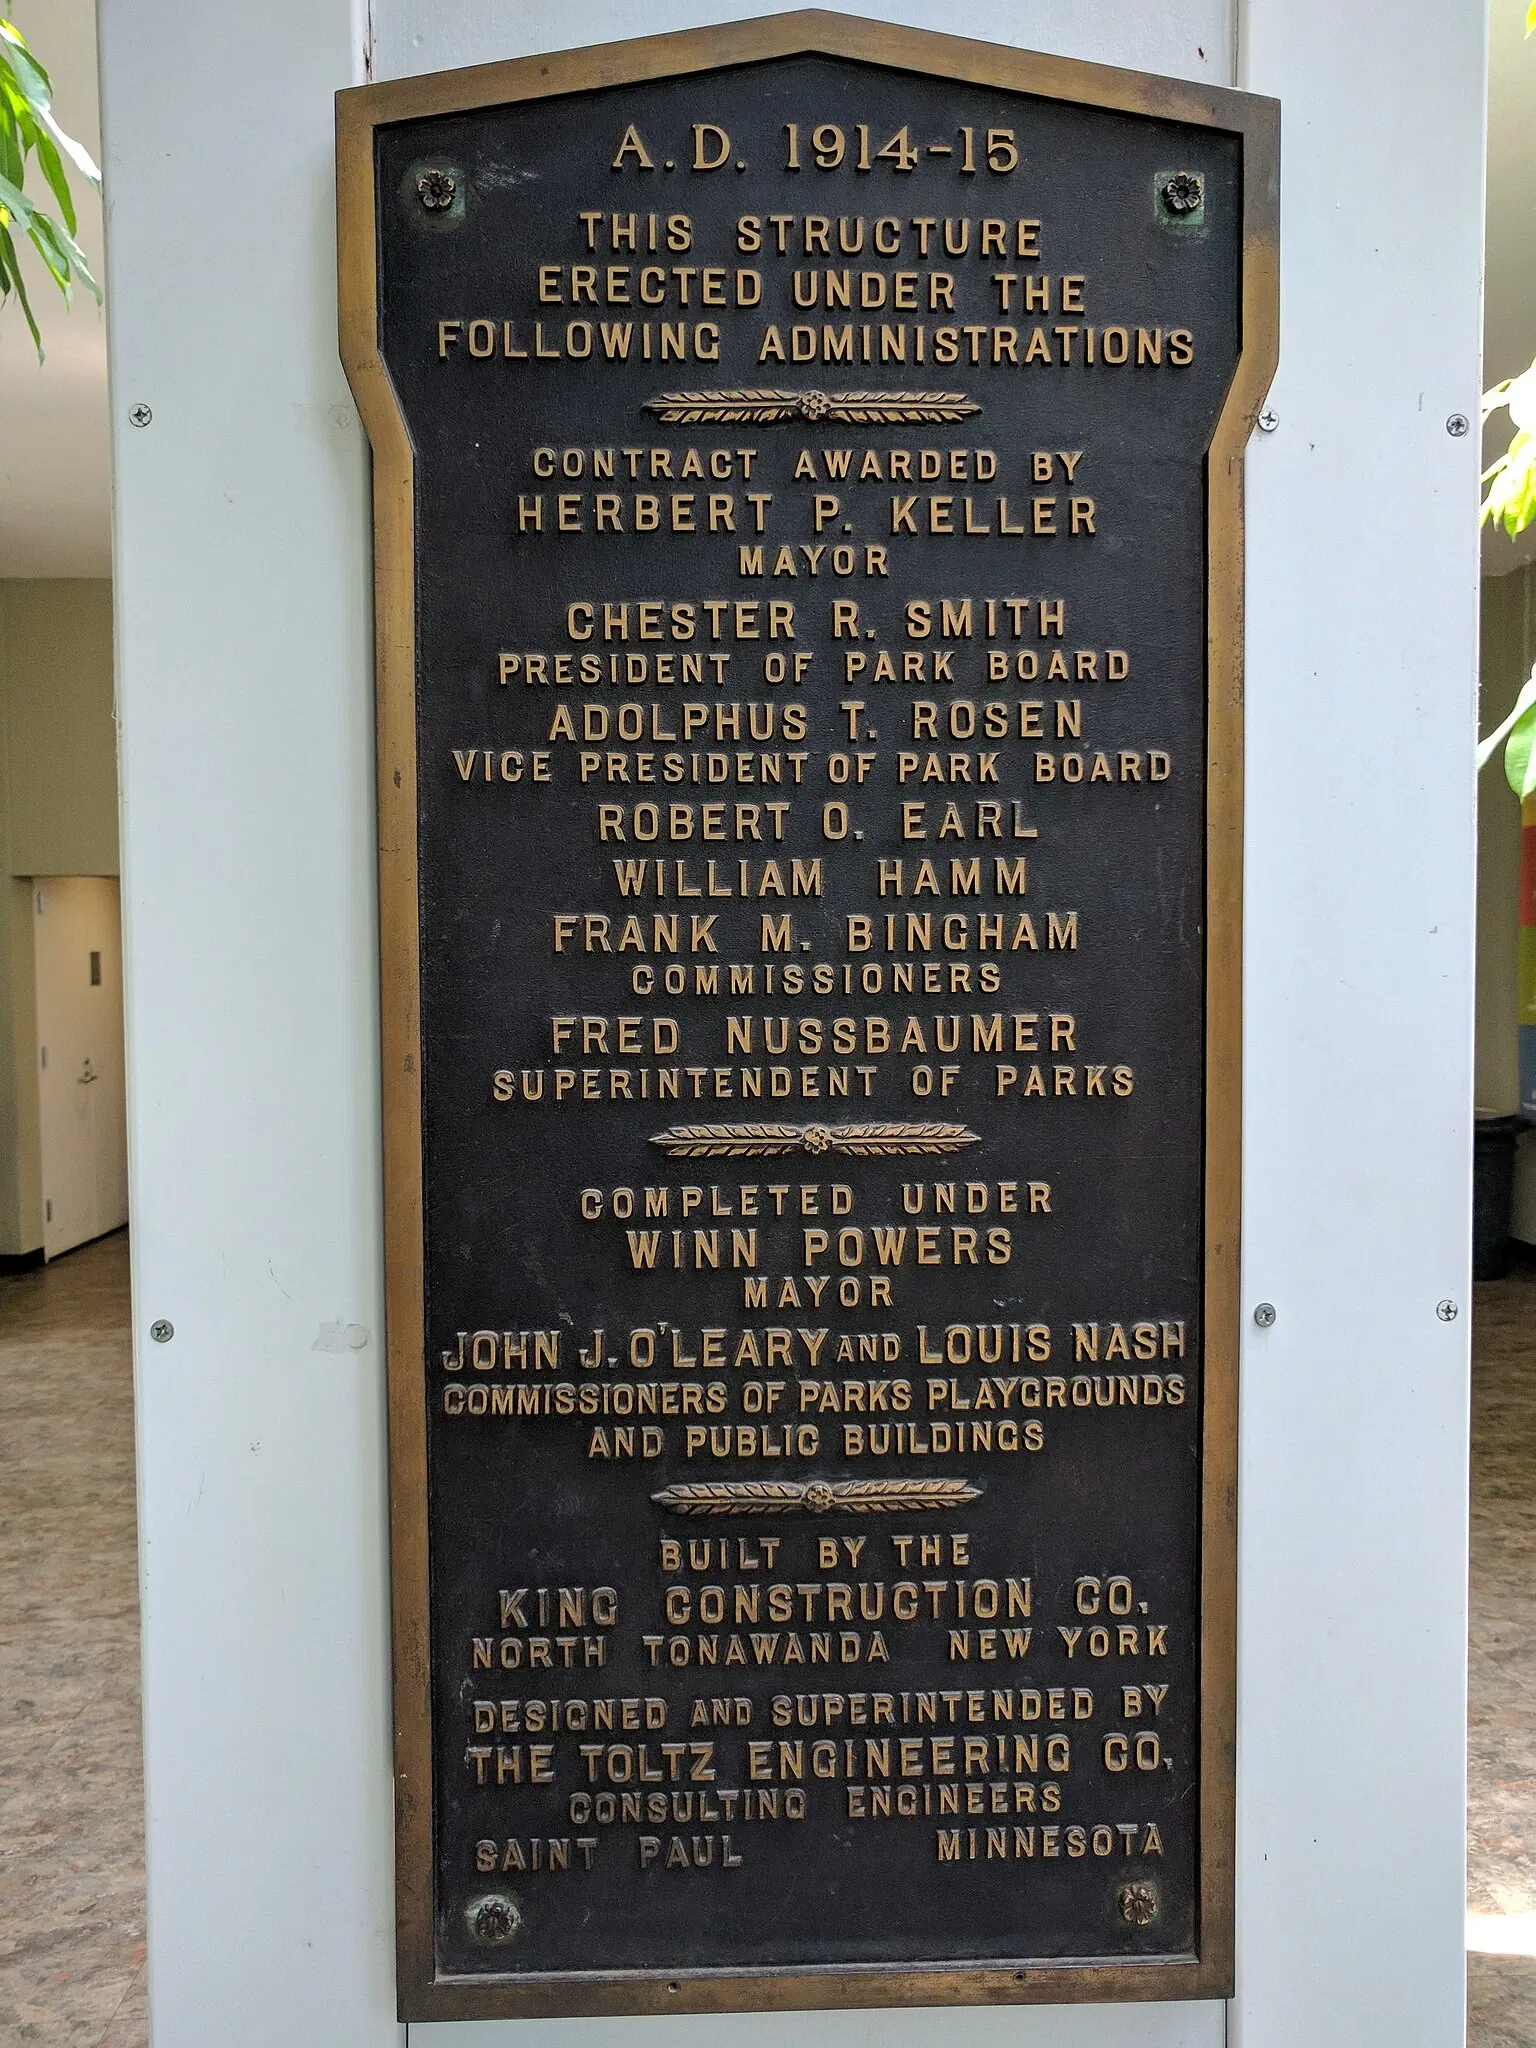 A.D. 1914-15
THIS STRUCTURE
ERECTED UNDER THE
FOLLOWING ADMINISTRATIONS
CONTRACT AWARDED BY
HERBERT P. KELLER
MAYOR
CHESTER R. SMITH
PRESIDENT OF PARK BOARD
ADOLPHUS T. ROSEN
VICE PRESIDENT OF PARK BOARD
ROBERT O. EARL
WILLIAM HAMM
FRANK M. BINGHAM
COMMISSIONERS
FRED NUSSBAUMER
SUPERINTENDENT OF PARKS
COMPLETED UNDER
WINN POWERS
MAYOR
JOHN J. O'LEARY AND LOUIS NASH
COMMISSIONERS OF PARKS PLAYGROUNDS
AND PUBLIC BUILDINGS
BUILT BY THE
KING CONSTRUCTION CO.
NORTH TONAWANDA NEW YORK
DESIGNED AND SUPERINTENDED BY
THE TOLTZ ENGINEERING CO.
CONSULTING ENGINEERS
SAINT PAUL MINNESOTA